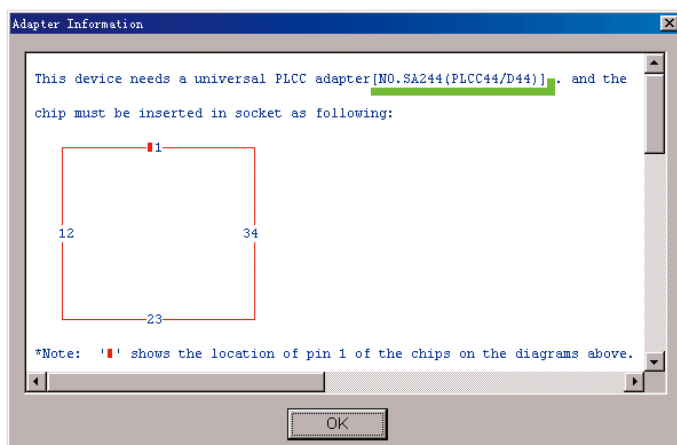 Adapter Information
This device needs a universal PLCC adapter[NO.SA244(PLCC44/D44)]. and the
chip must be inserted in socket as following:
1
12 34
23
*Note: '▮' shows the location of pin 1 of the chips on the diagrams above.
OK